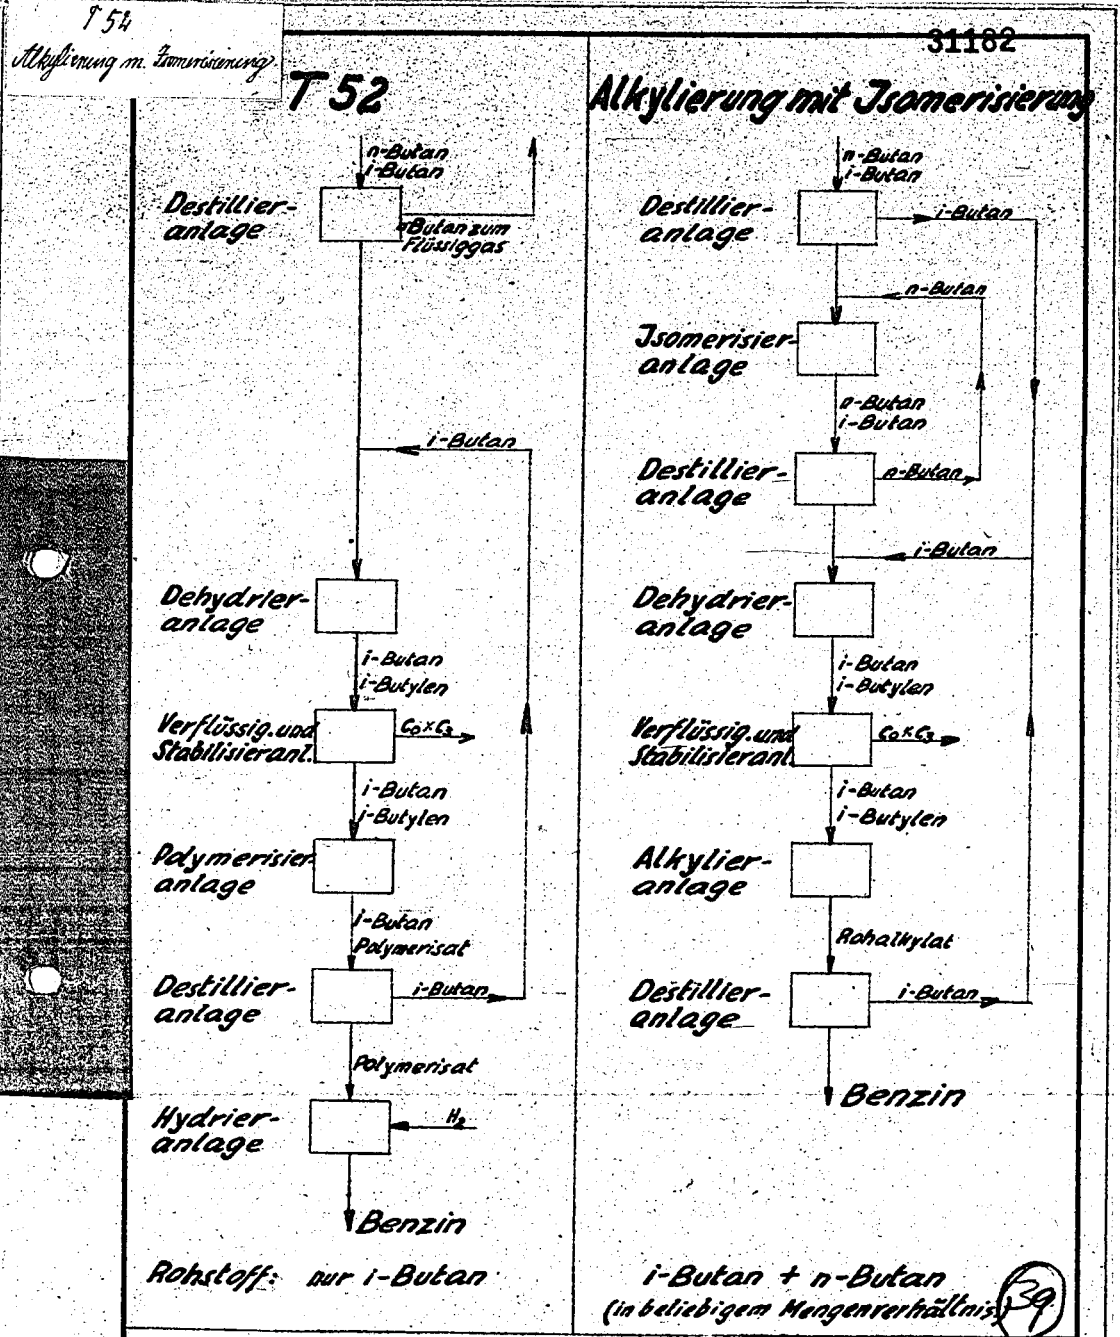 T 52
Alkylierung m. Isomerisierung
31182
T 52
n-Butan
i-Butan
Destillier-
anlage
n Butan zum
Flüssiggas
i-Butan
Dehydrier-
anlage
i-Butan
i-Butylen
Verflüssig. und
Stabilisieranl.
C₀ x C₃
i-Butan
i-Butylen
Polymerisier-
anlage
i-Butan
Polymerisat
Destillier-
anlage
i-Butan
Polymerisat
Hydrier-
anlage
H₂
Benzin
Rohstoff: nur i-Butan
Alkylierung mit Isomerisierung
n-Butan
i-Butan
Destillier-
anlage
i-Butan
n-Butan
Isomerisier-
anlage
n-Butan
i-Butan
Destillier-
anlage
n-Butan
i-Butan
Dehydrier-
anlage
i-Butan
i-Butylen
Verflüssig. und
Stabilisieranl.
C₀ x C₃
i-Butan
i-Butylen
Alkylier-
anlage
Rohalkylat
Destillier-
anlage
i-Butan
Benzin
i-Butan + n-Butan
(in beliebigem Mengenverhältnis)
39